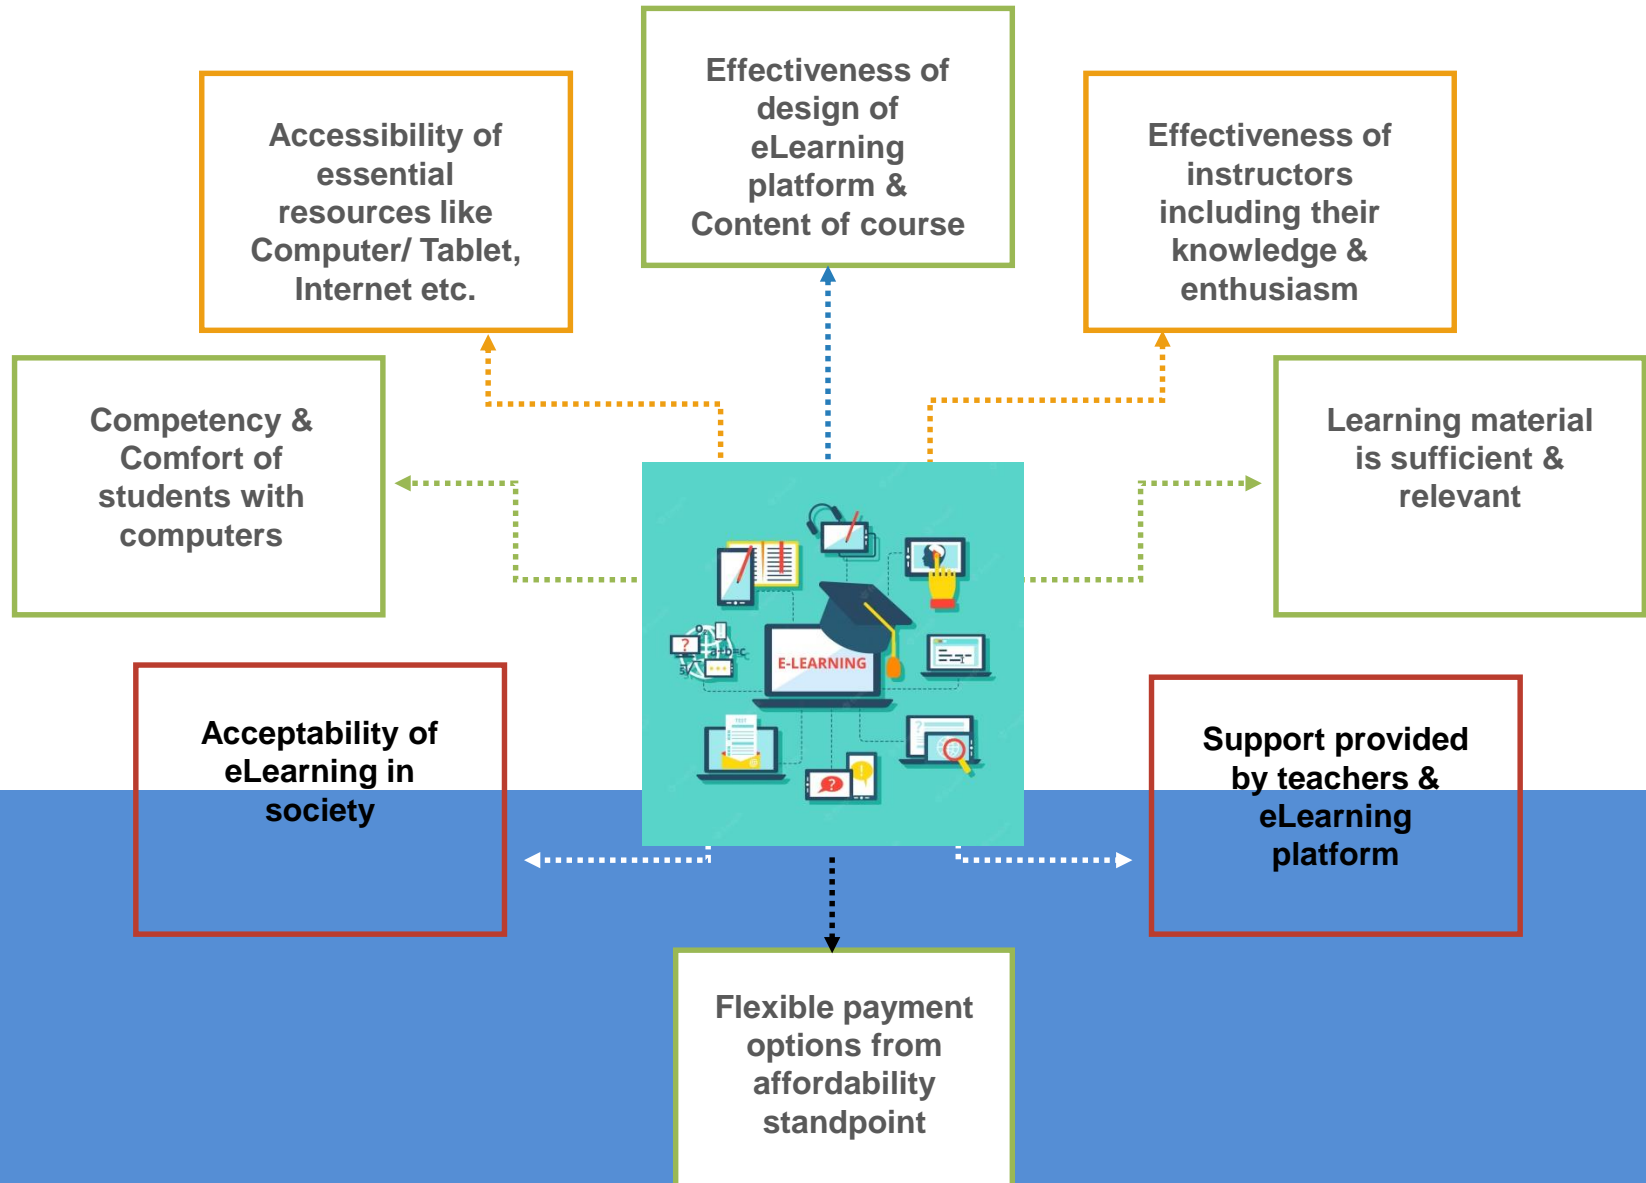 Effectiveness of
design of
eLearning
platform &
Content of course
Accessibility of
essential
resources like
Computer/ Tablet,
Internet etc.
Effectiveness of
instructors
including their
knowledge &
enthusiasm
Competency &
Comfort of
students with
computers
Learning material
is sufficient &
relevant
E-LEARNING
?
a+b=c
TEXT
@
?
!
?
Acceptability of
eLearning in
society
Support provided
by teachers &
eLearning
platform
Flexible payment
options from
affordability
standpoint